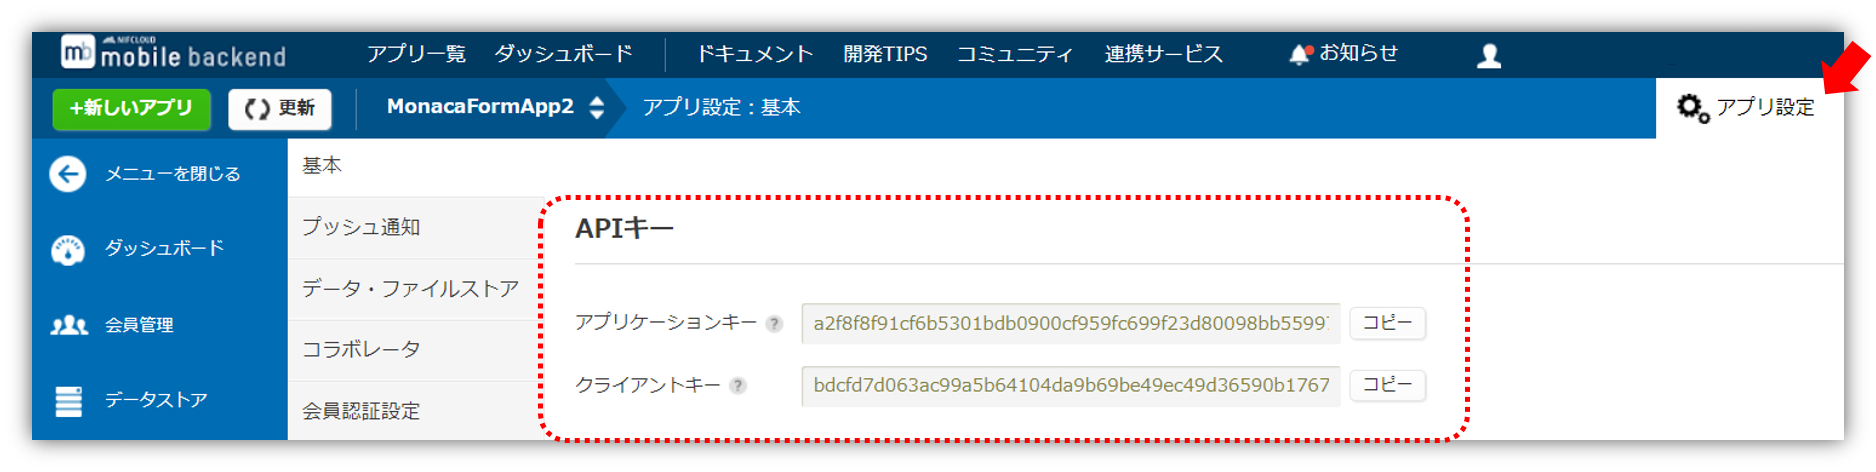 NIFCLOUD
mb mobile backend アプリ一覧 ダッシュボード ドキュメント 開発TIPS コミュニティ 連携サービス お知らせ
+新しいアプリ 更新 MonacaFormApp2 アプリ設定：基本 アプリ設定
メニューを閉じる 基本
ダッシュボード プッシュ通知 APIキー
データ・ファイルストア
会員管理 アプリケーションキー ? a2f8f8f91cf6b5301bdb0900cf959fc699f23d80098bb5599 コピー
コラボレータ
クライアントキー ? bdcfd7d063ac99a5b64104da9b69be49ec49d36590b1767 コピー
データストア 会員認証設定